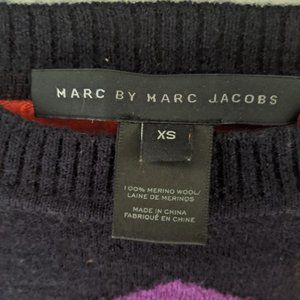 MARC BY MARC JACOBS
XS
100% MERINO WOOL/
LAINE DE MERINOS
MADE IN CHINA
FABRIQUÉ EN CHINE